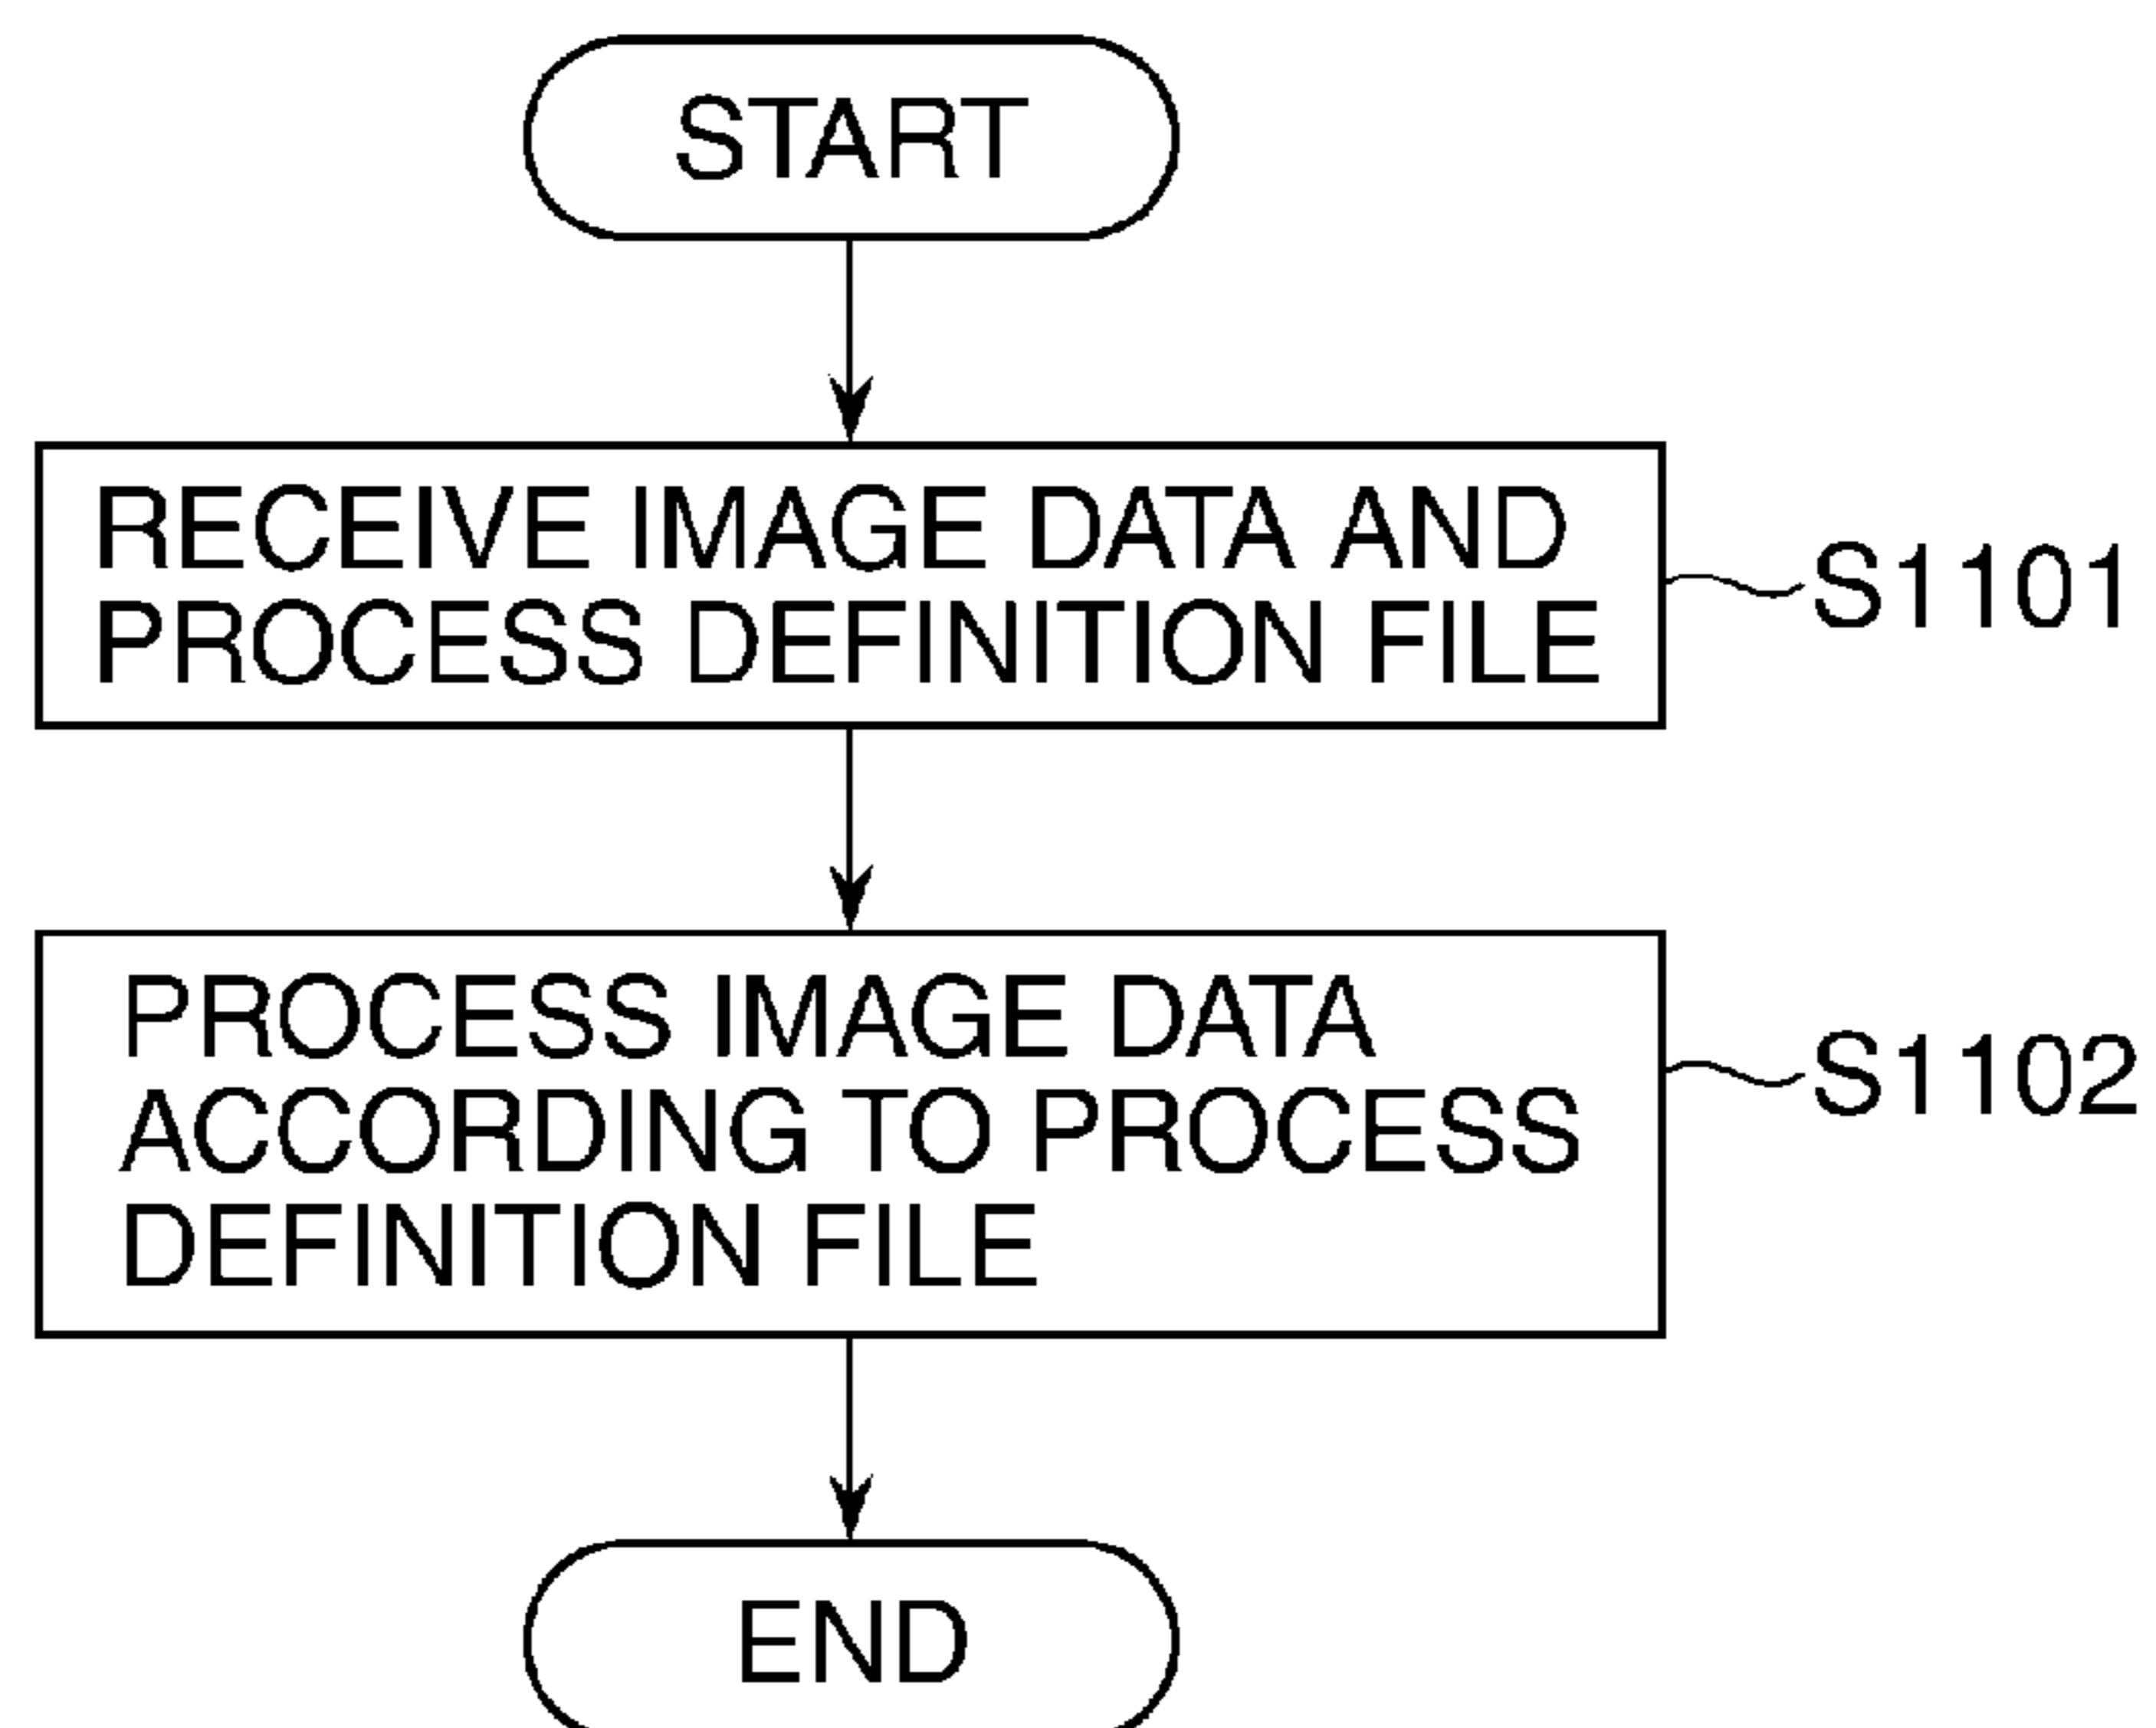 START
RECEIVE IMAGE DATA AND
PROCESS DEFINITION FILE
S1101
PROCESS IMAGE DATA
ACCORDING TO PROCESS
DEFINITION FILE
S1102
END